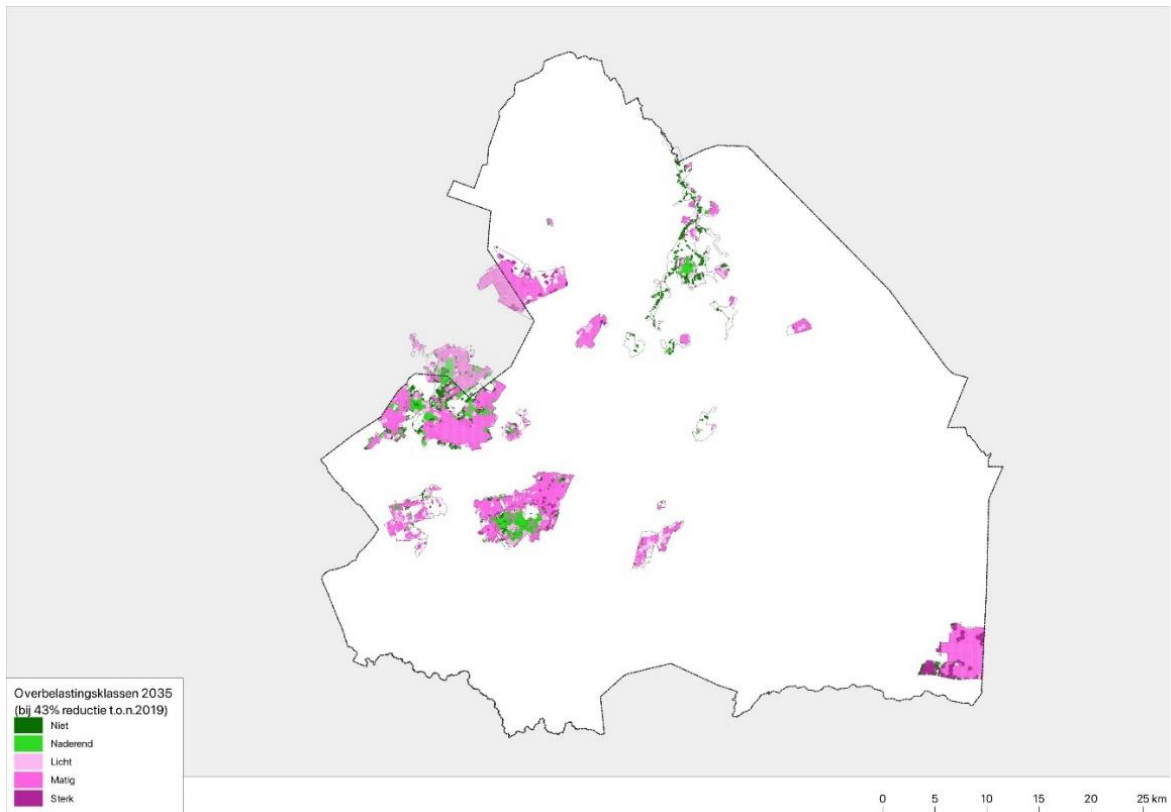 Overbelastingsklassen 2035
(bij 43% reductie t.o.n.2019)
Niet
Naderend
Licht
Matig
Sterk
0 5 10 15 20 25 km